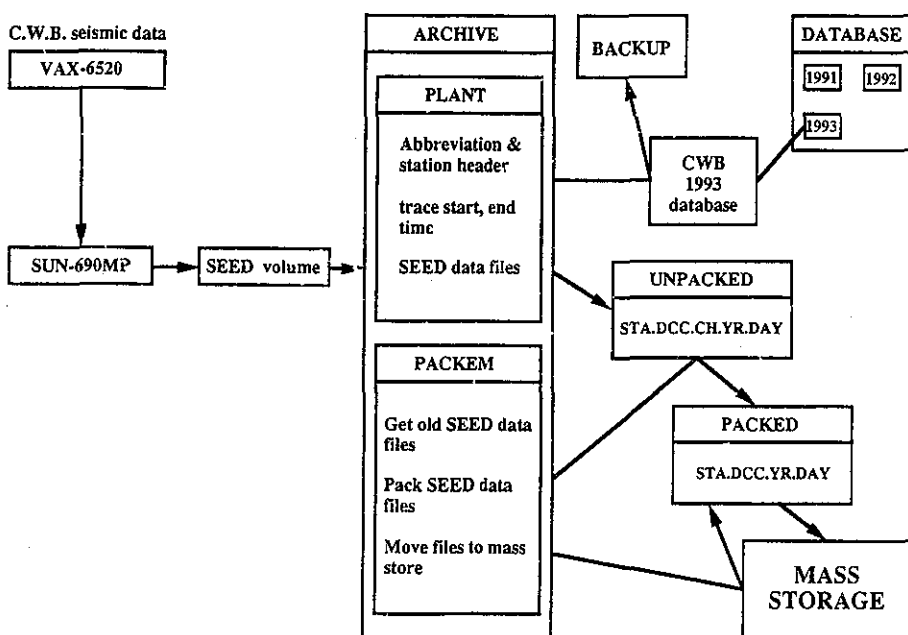 C.W.B. seismic data
VAX-6520
SUN-690MP
SEED volume
ARCHIVE
PLANT
Abbreviation &
station header
trace start, end
time
SEED data files
PACKEM
Get old SEED data
files
Pack SEED data
files
Move files to mass
store
BACKUP
CWB
1993
database
DATABASE
1991
1992
1993
UNPACKED
STA.DCC.CH.YR.DAY
PACKED
STA.DCC.YR.DAY
MASS
STORAGE